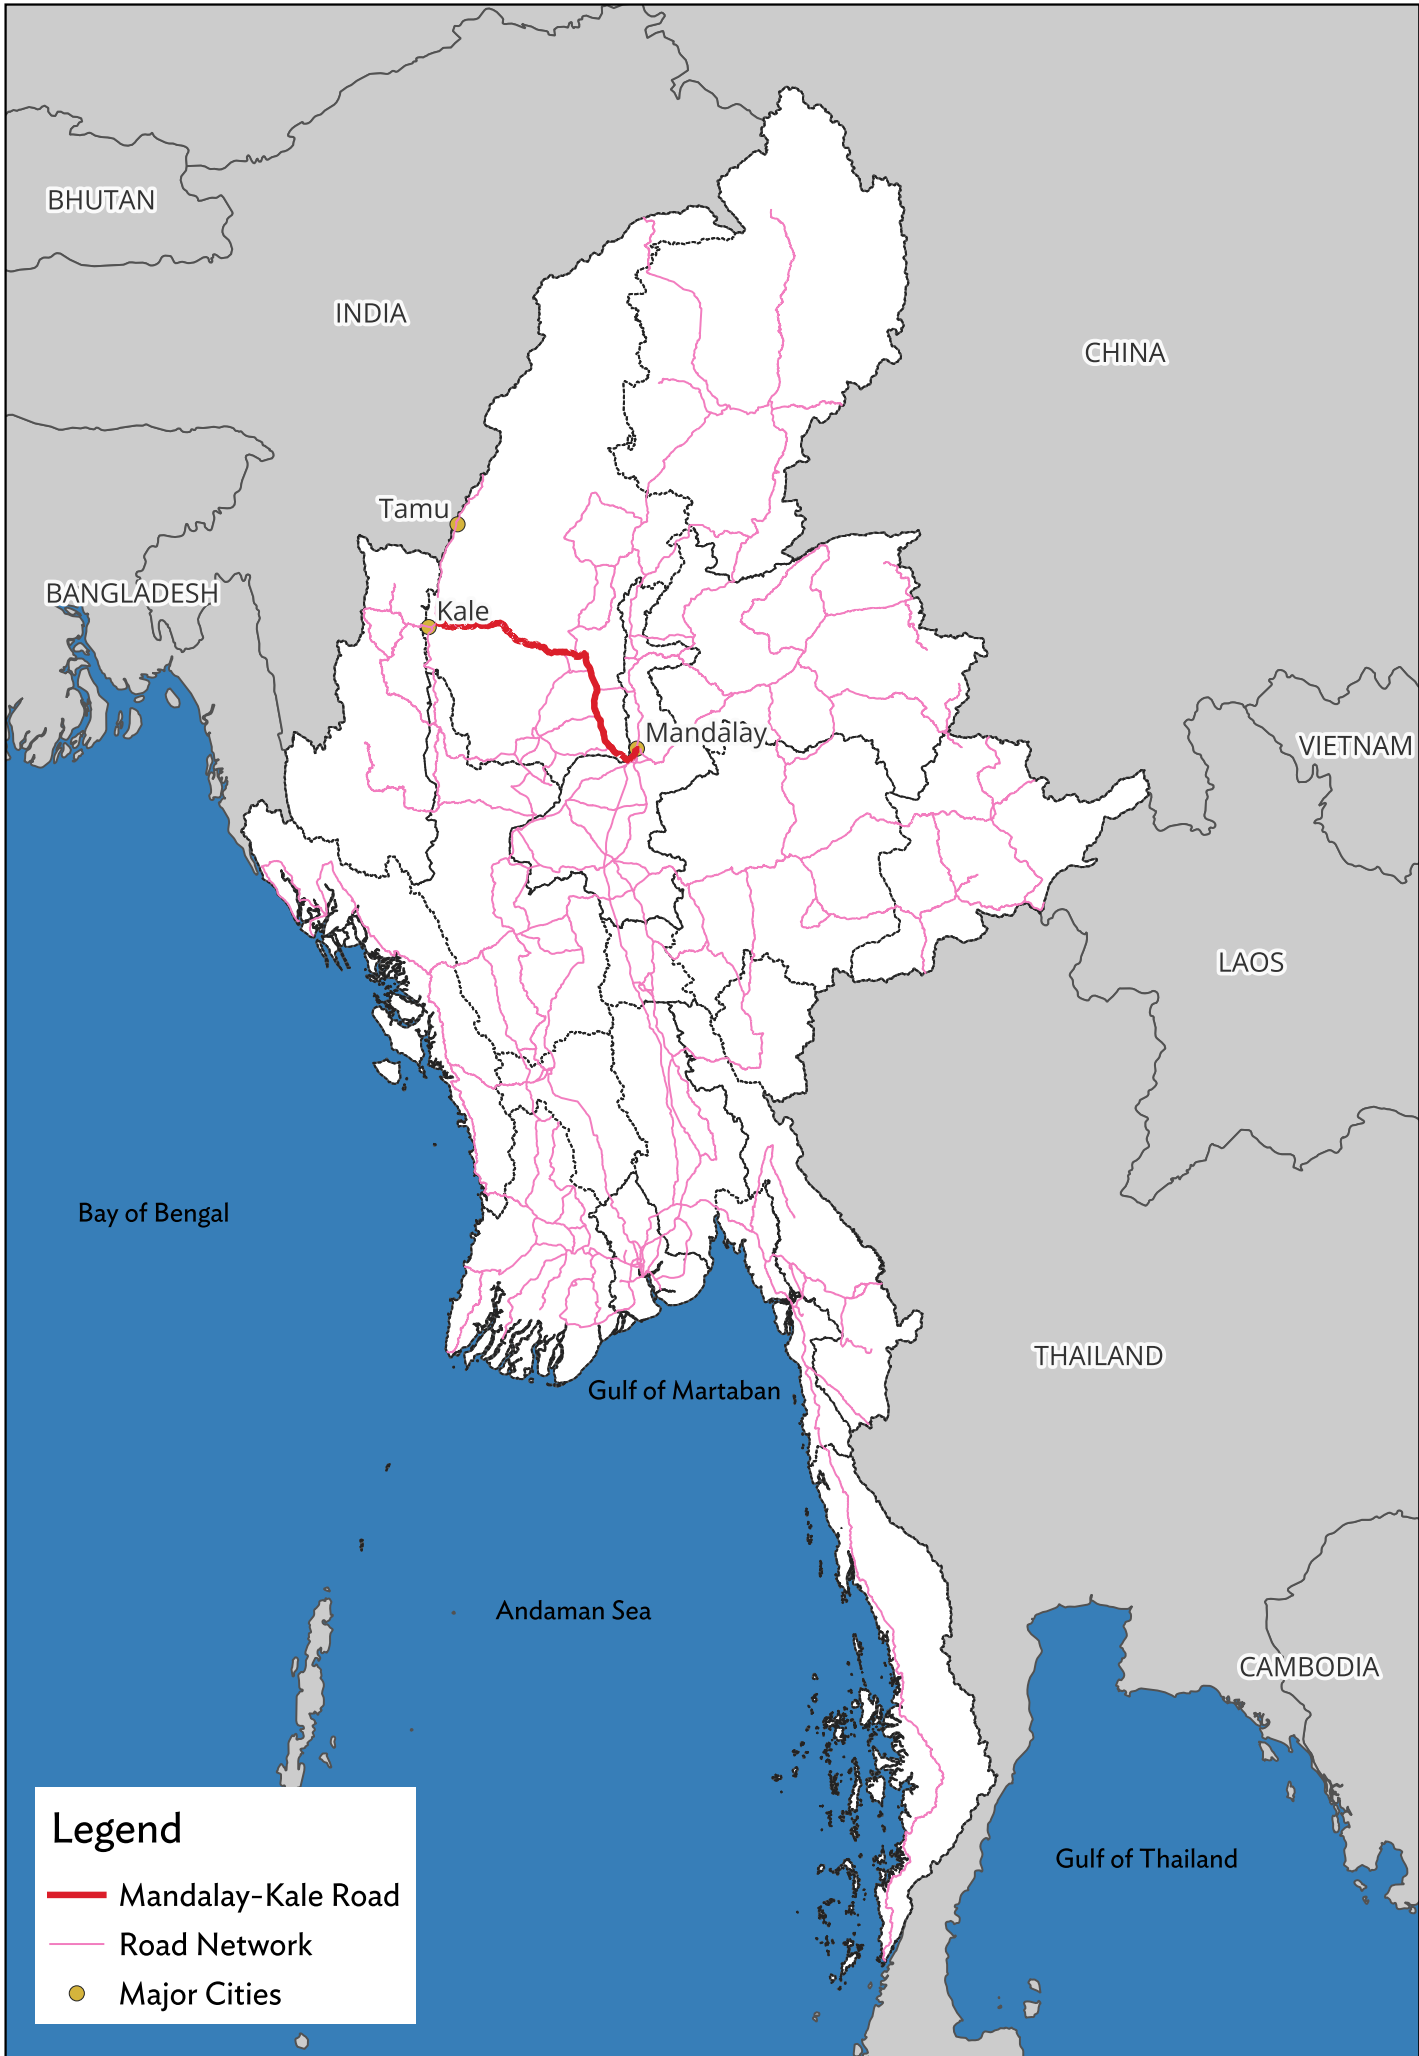 BHUTAN
INDIA
CHINA
Tamu
BANGLADESH
Kale
Mandalay
VIETNAM
LAOS
Bay of Bengal
THAILAND
Gulf of Martaban
Andaman Sea
CAMBODIA
Gulf of Thailand
Legend
Mandalay-Kale Road
Road Network
Major Cities